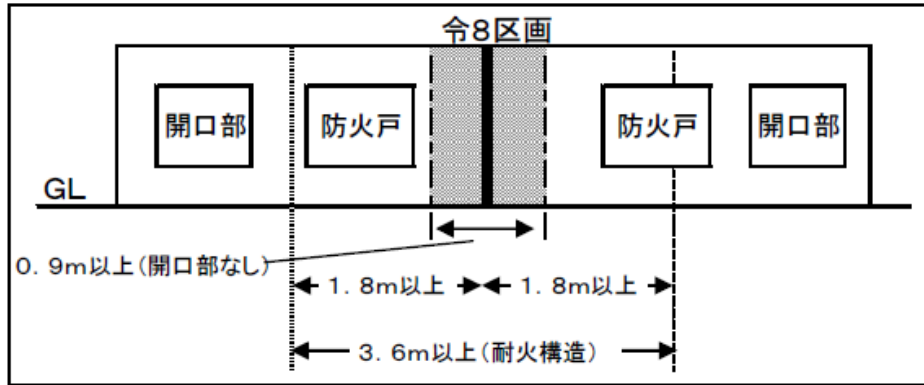 令8区画
開口部
防火戸
防火戸
開口部
GL
0.9m以上(開口部なし)
1.8m以上
1.8m以上
3.6m以上(耐火構造)